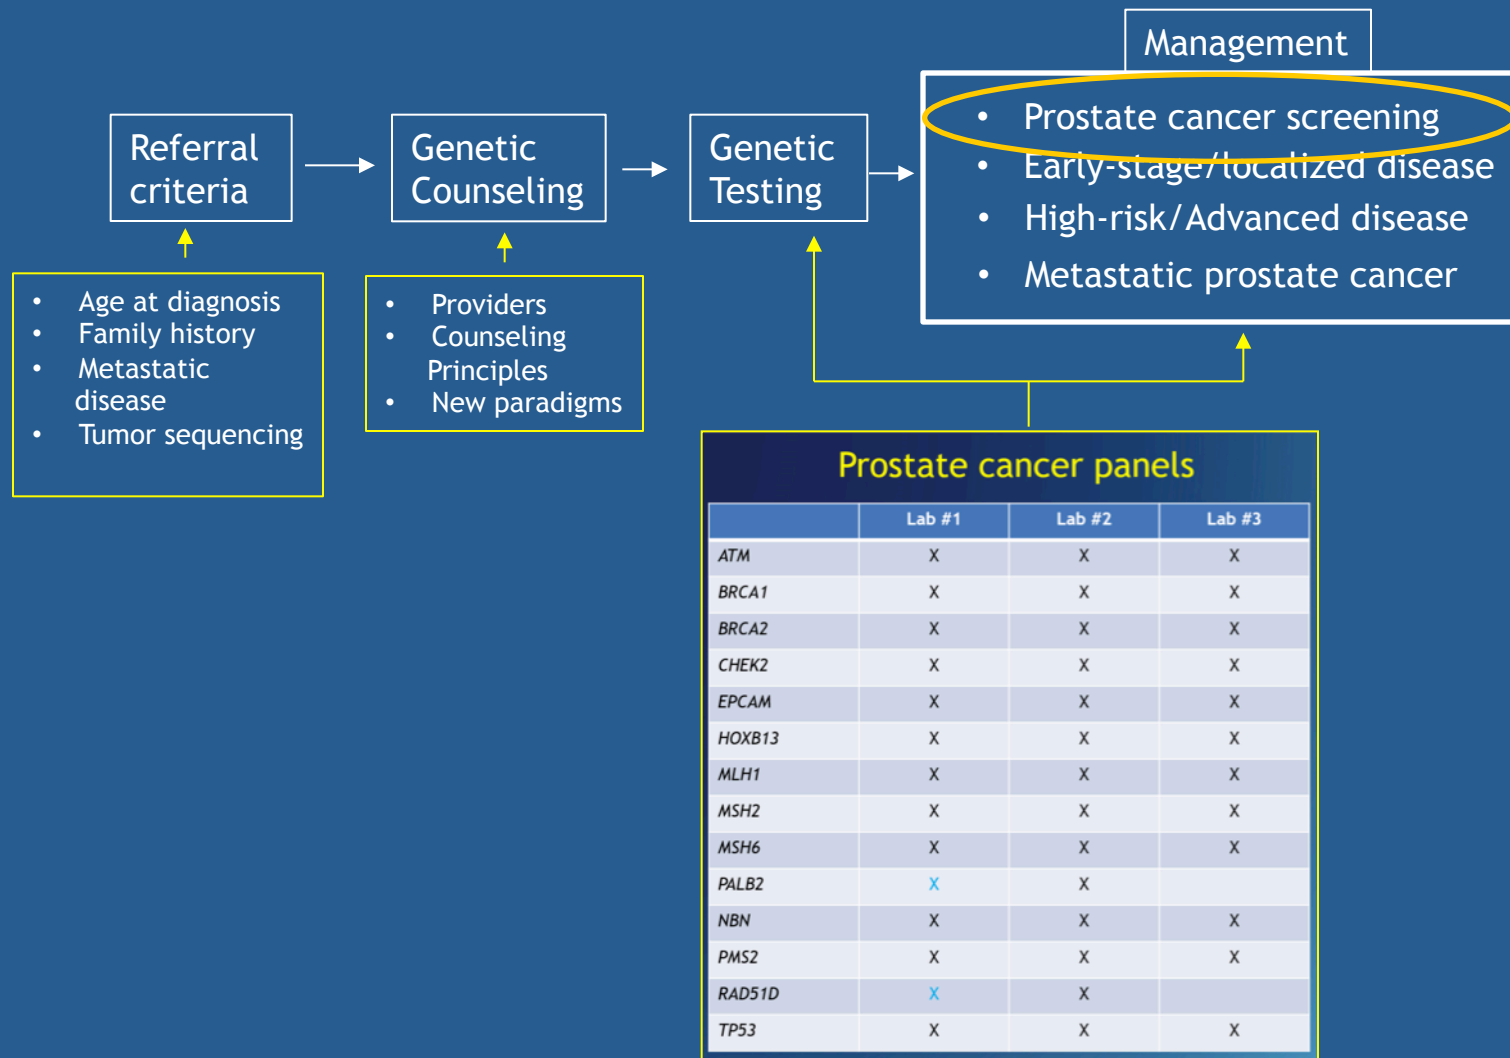 Management
• Prostate cancer screening
• Early-stage/localized disease
• High-risk/Advanced disease
• Metastatic prostate cancer
Referral
criteria
Genetic
Counseling
Genetic
Testing
• Age at diagnosis
• Family history
• Metastatic
disease
• Tumor sequencing
• Providers
• Counseling
Principles
• New paradigms
Prostate cancer panels
Lab #1 Lab #2 Lab #3
ATM X X X
BRCA1 X X X
BRCA2 X X X
CHEK2 X X X
EPCAM X X X
HOXB13 X X X
MLH1 X X X
MSH2 X X X
MSH6 X X X
PALB2 X X
NBN X X X
PMS2 X X X
RAD51D X X
TP53 X X X